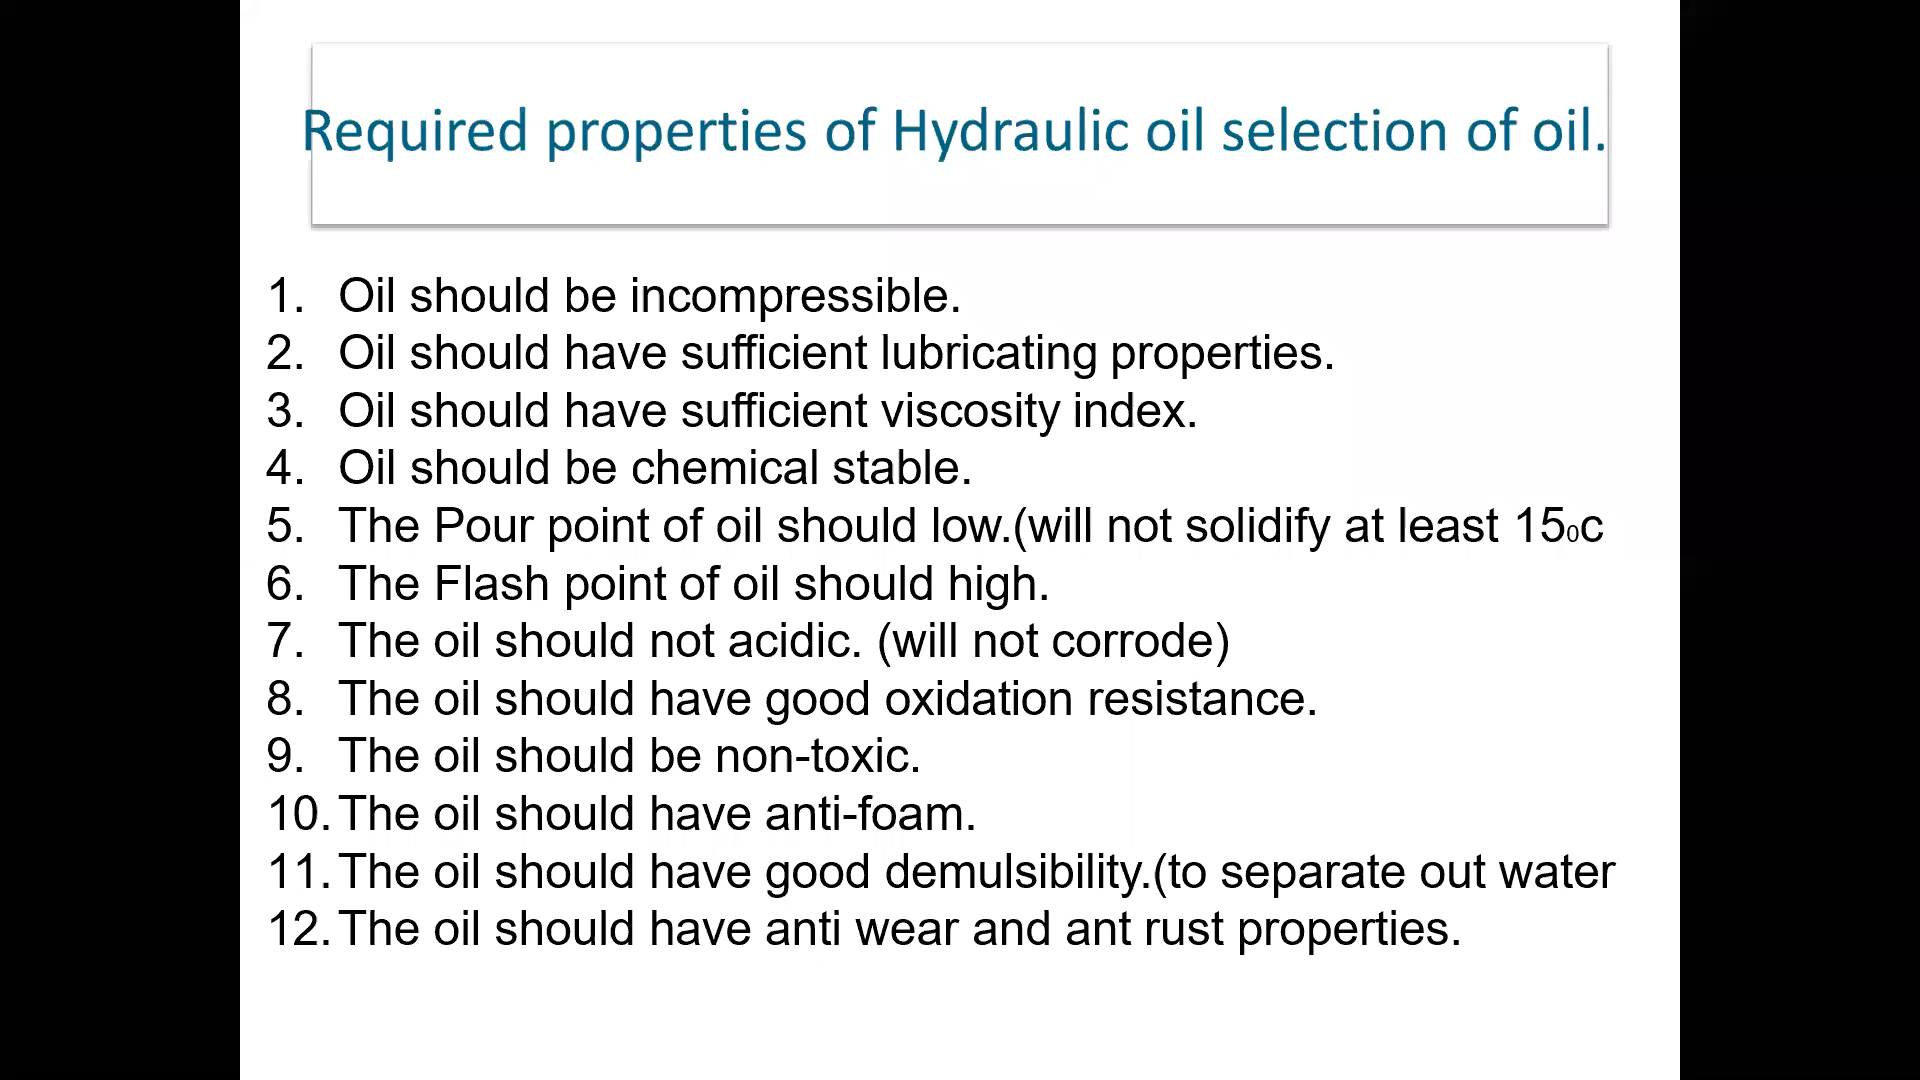 Required properties of Hydraulic oil selection of oil.
1. Oil should be incompressible.
2. Oil should have sufficient lubricating properties.
3. Oil should have sufficient viscosity index.
4. Oil should be chemical stable.
5. The Pour point of oil should low.(will not solidify at least 15₀c
6. The Flash point of oil should high.
7. The oil should not acidic. (will not corrode)
8. The oil should have good oxidation resistance.
9. The oil should be non-toxic.
10. The oil should have anti-foam.
11. The oil should have good demulsibility.(to separate out water
12. The oil should have anti wear and ant rust properties.